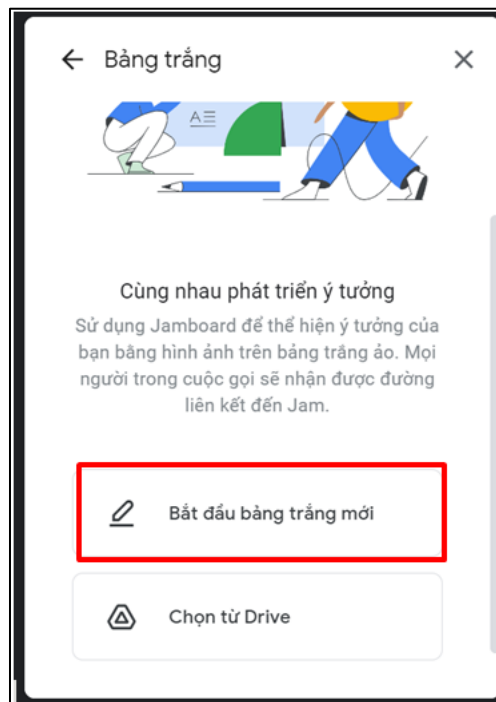 Bảng trắng
A
Cùng nhau phát triển ý tưởng
Sử dụng Jamboard để thể hiện ý tưởng của
bạn bằng hình ảnh trên bảng trắng ảo. Mọi
người trong cuộc gọi sẽ nhận được đường
liên kết đến Jam.
Bắt đầu bảng trắng mới
Chọn từ Drive